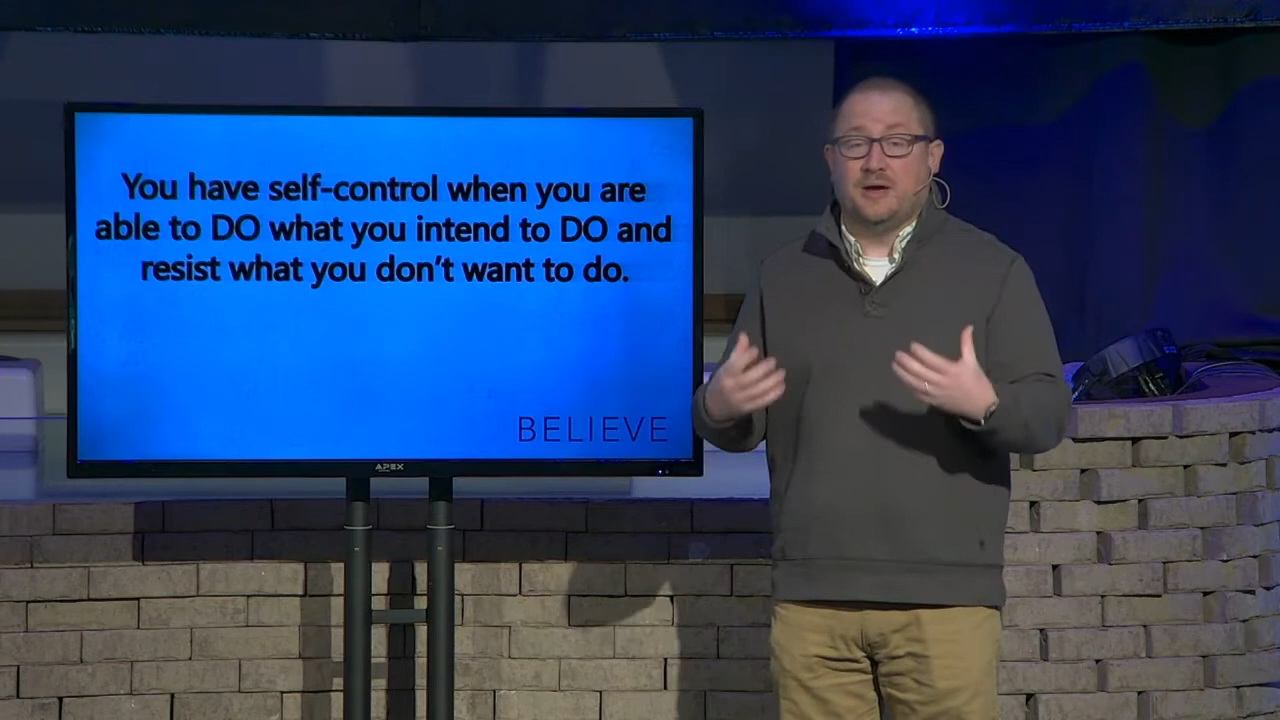 You have self-control when you are
able to DO what you intend to DO and
resist what you don't want to do.
BELIEVE
APEX